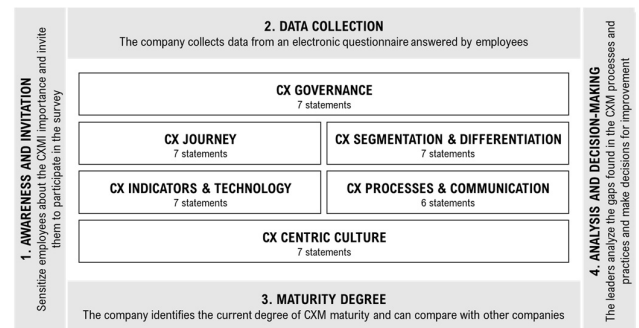 1. AWARENESS AND INVITATION
Sensitize employees about the CXMI importance and invite
them to participate in the survey
2. DATA COLLECTION
The company collects data from an electronic questionnaire answered by employees
CX GOVERNANCE
7 statements
CX JOURNEY
7 statements
CX SEGMENTATION & DIFFERENTIATION
7 statements
CX INDICATORS & TECHNOLOGY
7 statements
CX PROCESSES & COMMUNICATION
6 statements
CX CENTRIC CULTURE
7 statements
3. MATURITY DEGREE
The company identifies the current degree of CXM maturity and can compare with other companies
4. ANALYSIS AND DECISION-MAKING
The leaders analyze the gaps found in the CXM processes and
practices and make decisions for improvement